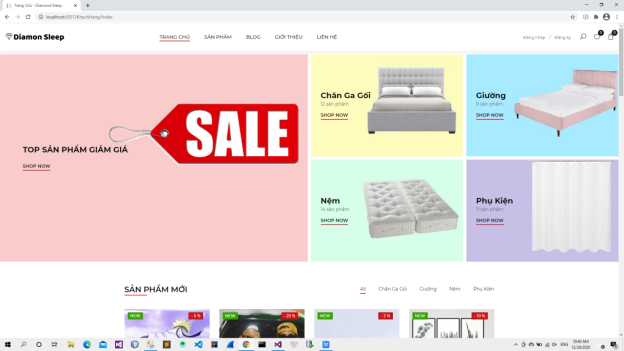 Trang Chủ - Diamond Sleep
localhost:8017/KhachHang/Index
Diamon Sleep
TRANG CHỦ
SẢN PHẨM
BLOG
GIỚI THIỆU
LIÊN HỆ
Đăng nhập / Đăng ký
TOP SẢN PHẨM GIẢM GIÁ
SHOP NOW
SALE
Chăn Ga Gối
12 sản phẩm
SHOP NOW
Giường
9 sản phẩm
SHOP NOW
Nệm
14 sản phẩm
SHOP NOW
Phụ Kiện
11 sản phẩm
SHOP NOW
SẢN PHẨM MỚI
All
Chăn Ga Gối
Giường
Nệm
Phụ Kiện
NEW
- 6 %
NEW
- 25 %
- 2 %
NEW
- 10 %
ENG
10:46 AM
12/28/2020